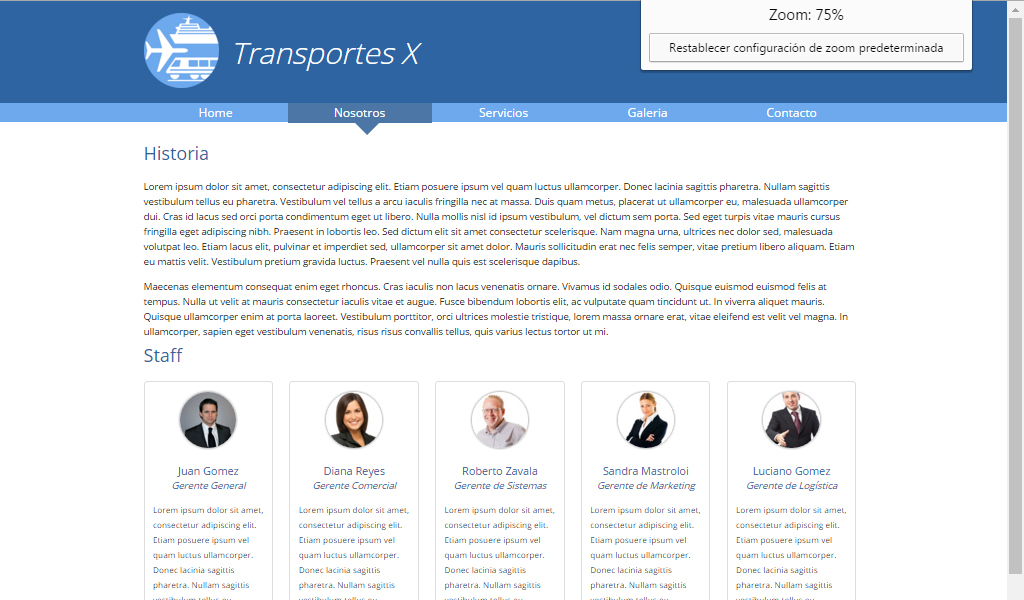 Zoom: 75%
Restablecer configuración de zoom predeterminada
Transportes X
Home Nosotros Servicios Galeria Contacto
Historia
Lorem ipsum dolor sit amet, consectetur adipiscing elit. Etiam posuere ipsum vel quam luctus ullamcorper. Donec lacinia sagittis pharetra. Nullam sagittis
vestibulum tellus eu pharetra. Vestibulum vel tellus a arcu iaculis fringilla nec at massa. Duis quam metus, placerat ut ullamcorper eu, malesuada ullamcorper
dui. Cras id lacus sed orci porta condimentum eget ut libero. Nulla mollis nisl id ipsum vestibulum, vel dictum sem porta. Sed eget turpis vitae mauris cursus
fringilla eget adipiscing nibh. Praesent in lobortis leo. Sed dictum elit sit amet consectetur scelerisque. Nam magna urna, ultrices nec dolor sed, malesuada
volutpat leo. Etiam lacus elit, pulvinar et imperdiet sed, ullamcorper sit amet dolor. Mauris sollicitudin erat nec felis semper, vitae pretium libero aliquam. Etiam
eu mattis velit. Vestibulum pretium gravida luctus. Praesent vel nulla quis est scelerisque dapibus.
Maecenas elementum consequat enim eget rhoncus. Cras iaculis non lacus venenatis ornare. Vivamus id sodales odio. Quisque euismod euismod felis at
tempus. Nulla ut velit at mauris consectetur iaculis vitae et augue. Fusce bibendum lobortis elit, ac vulputate quam tincidunt ut. In viverra aliquet mauris.
Quisque ullamcorper enim at porta laoreet. Vestibulum porttitor, orci ultrices molestie tristique, lorem massa ornare erat, vitae eleifend est velit vel magna. In
ullamcorper, sapien eget vestibulum venenatis, risus risus convallis tellus, quis varius lectus tortor ut mi.
Staff
Juan Gomez
Gerente General
Lorem ipsum dolor sit amet,
consectetur adipiscing elit.
Etiam posuere ipsum vel
quam luctus ullamcorper.
Donec lacinia sagittis
pharetra. Nullam sagittis
vestibulum tellus eu
Diana Reyes
Gerente Comercial
Lorem ipsum dolor sit amet,
consectetur adipiscing elit.
Etiam posuere ipsum vel
quam luctus ullamcorper.
Donec lacinia sagittis
pharetra. Nullam sagittis
vestibulum tellus eu
Roberto Zavala
Gerente de Sistemas
Lorem ipsum dolor sit amet,
consectetur adipiscing elit.
Etiam posuere ipsum vel
quam luctus ullamcorper.
Donec lacinia sagittis
pharetra. Nullam sagittis
vestibulum tellus eu
Sandra Mastroloi
Gerente de Marketing
Lorem ipsum dolor sit amet,
consectetur adipiscing elit.
Etiam posuere ipsum vel
quam luctus ullamcorper.
Donec lacinia sagittis
pharetra. Nullam sagittis
vestibulum tellus eu
Luciano Gomez
Gerente de Logística
Lorem ipsum dolor sit amet,
consectetur adipiscing elit.
Etiam posuere ipsum vel
quam luctus ullamcorper.
Donec lacinia sagittis
pharetra. Nullam sagittis
vestibulum tellus eu